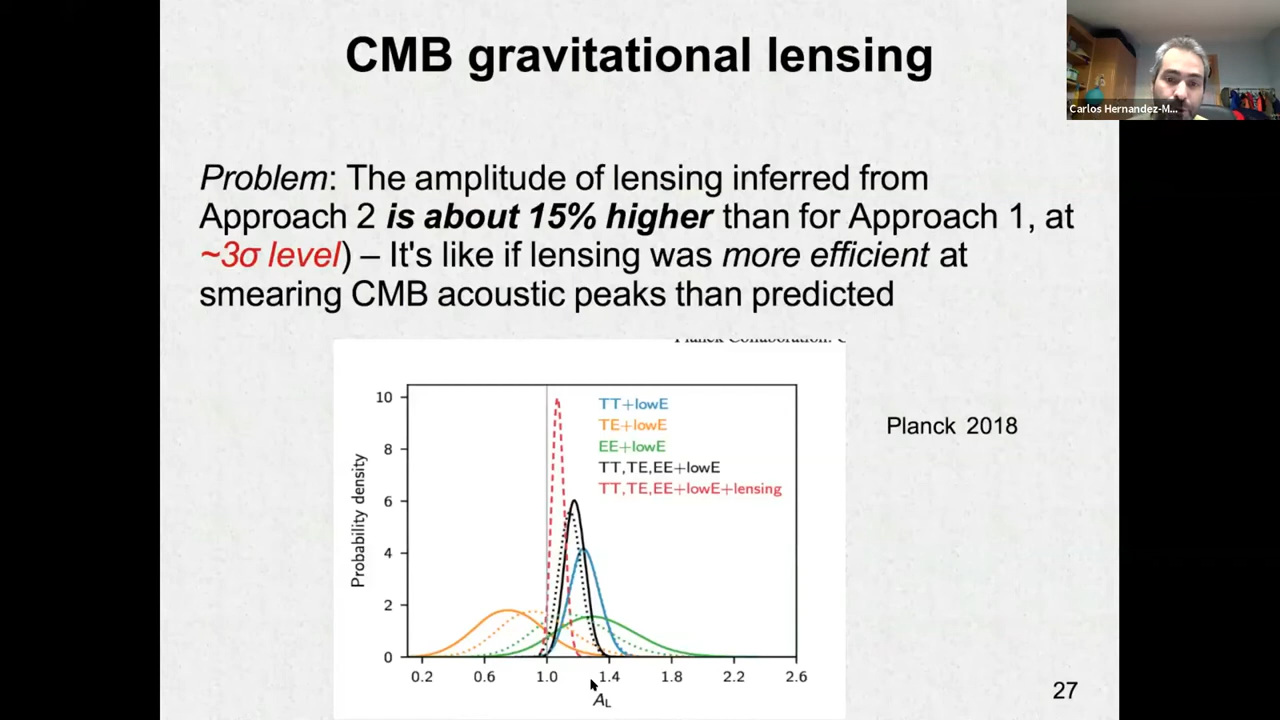 CMB gravitational lensing
Carlos Hernandez-M...
Problem: The amplitude of lensing inferred from
Approach 2 is about 15% higher than for Approach 1, at
~3σ level) – It's like if lensing was more efficient at
smearing CMB acoustic peaks than predicted
Planck Collaboration:
10
8
6
4
2
0
Probability density
TT+lowE
TE+lowE
EE+lowE
TT,TE,EE+lowE
TT,TE,EE+lowE+lensing
0.2 0.6 1.0 1.4 1.8 2.2 2.6
AL
Planck 2018
27